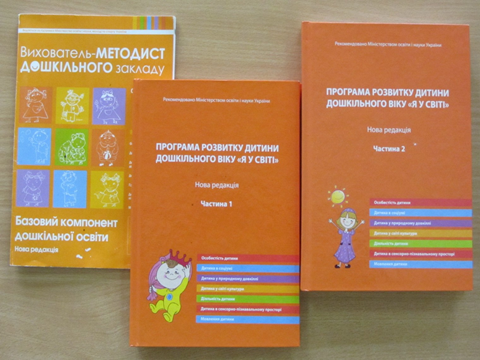 Вихователь-МЕТОДИСТ
ДОШКІЛЬНОГО закладу
Базовий компонент
дошкільної освіти
Нова редакція
Рекомендовано Міністерством освіти і науки України
ПРОГРАМА РОЗВИТКУ ДИТИНИ
ДОШКІЛЬНОГО ВІКУ «Я У СВІТІ»
Нова редакція
Частина 1
Особистість дитини
Дитина в соціумі
Дитина у природному довкіллі
Дитина у світі культури
Діяльність дитини
Дитина в сенсорно-пізнавальному просторі
Мовлення дитини
Рекомендовано Міністерством освіти і науки України
ПРОГРАМА РОЗВИТКУ ДИТИНИ
ДОШКІЛЬНОГО ВІКУ «Я У СВІТІ»
Нова редакція
Частина 2
Особистість дитини
Дитина в соціумі
Дитина у природному довкіллі
Дитина у світі культури
Діяльність дитини
Дитина в сенсорно-пізнавальному просторі
Мовлення дитини